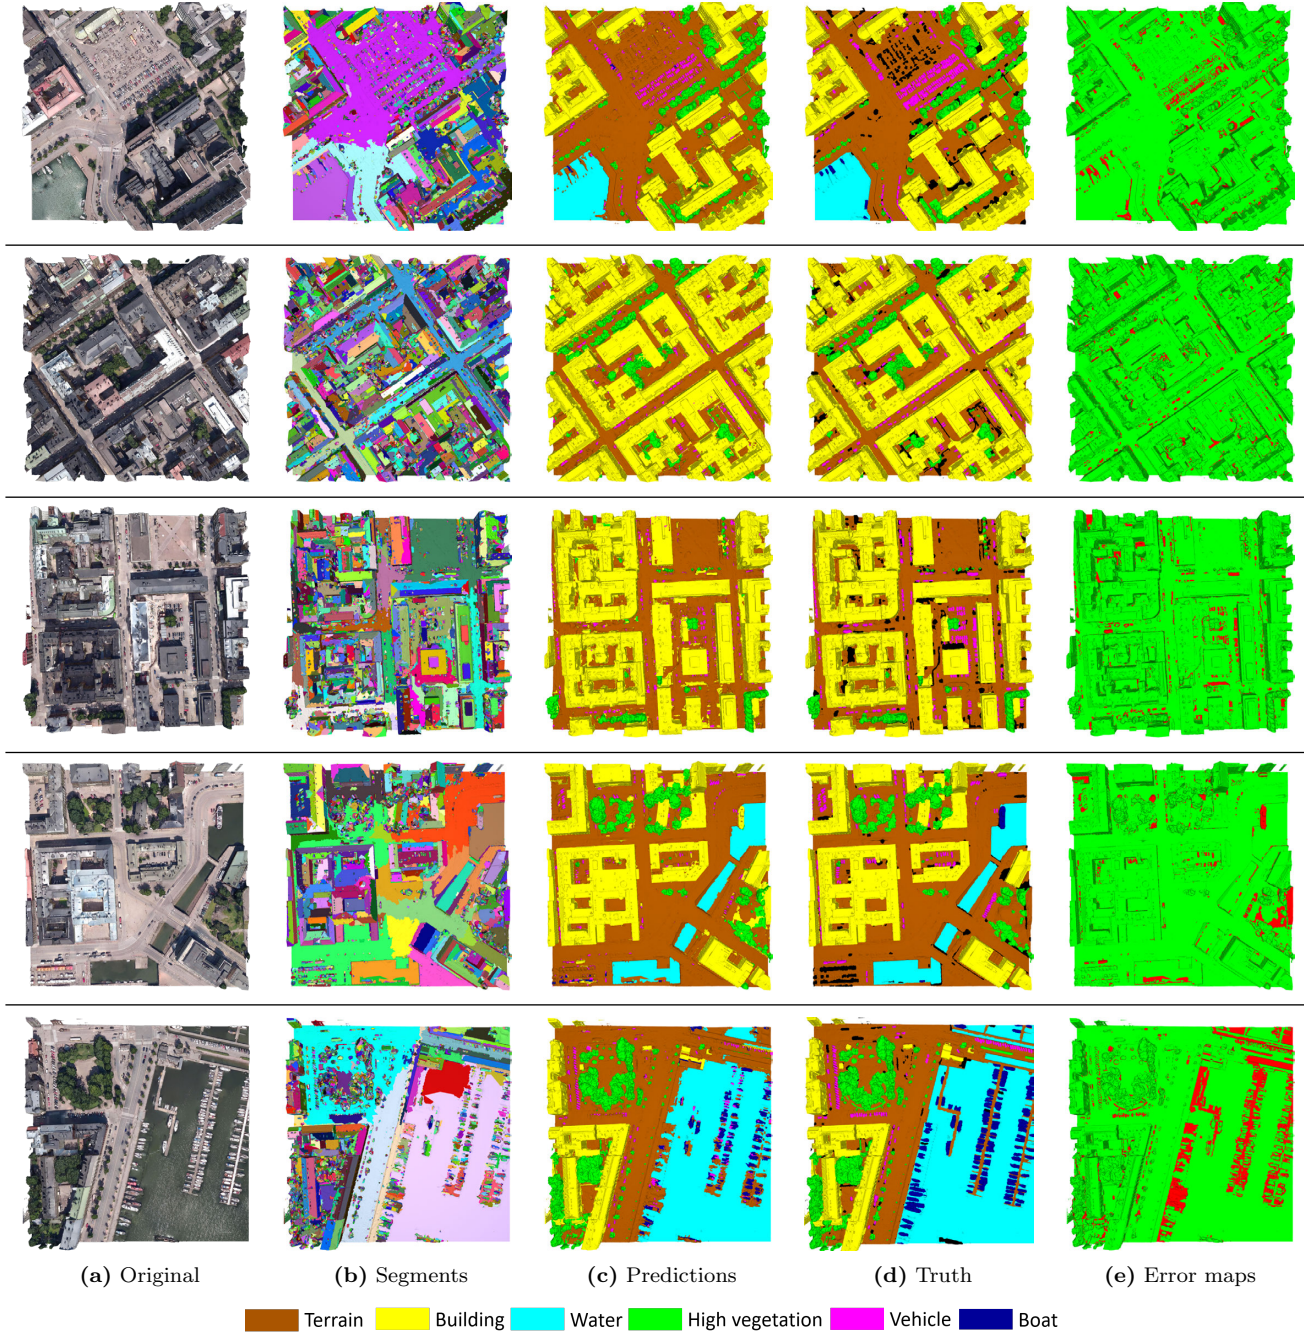 (a) Original
(b) Segments
(c) Predictions
(d) Truth
(e) Error maps
Terrain
Building
Water
High vegetation
Vehicle
Boat